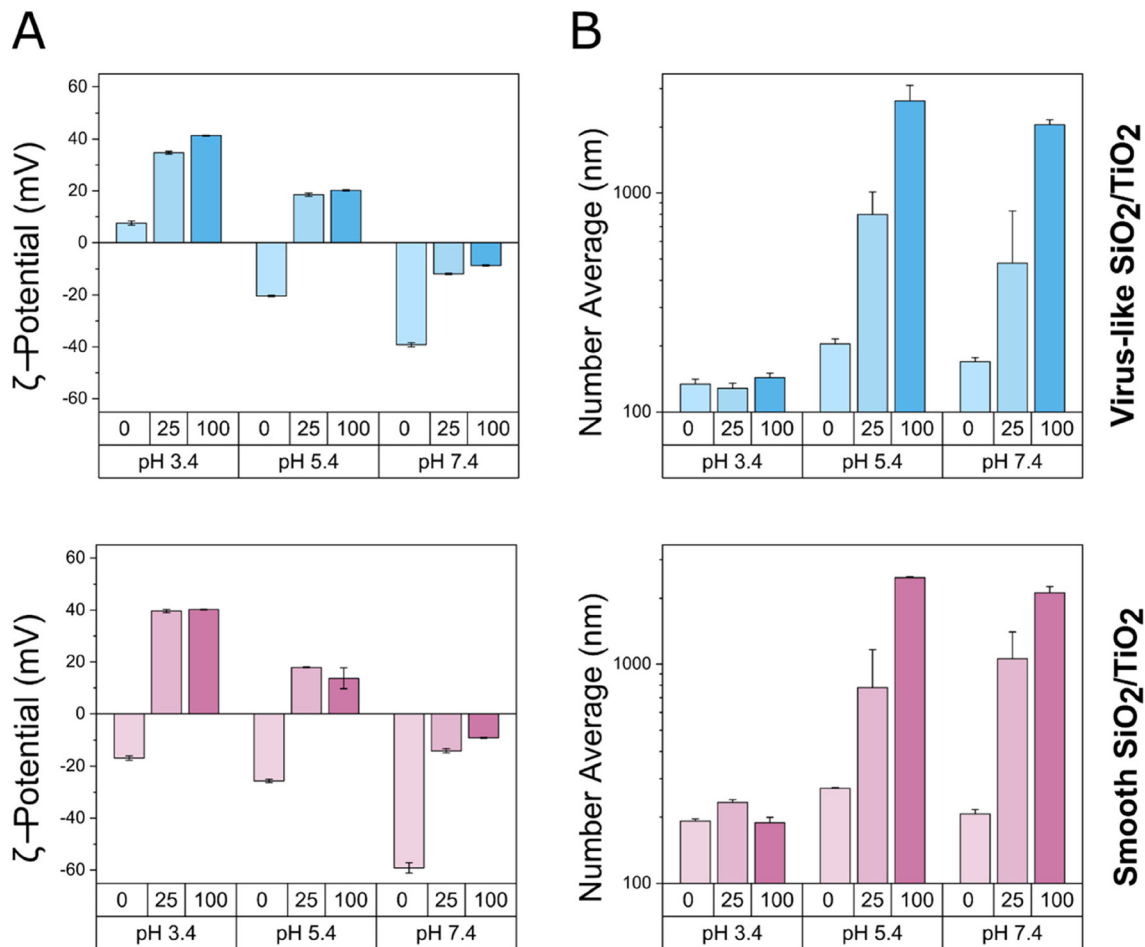 A
B
ζ-Potential (mV)
60
40
20
0
-20
-40
-60
0 25 100 0 25 100 0 25 100
pH 3.4 pH 5.4 pH 7.4
Number Average (nm)
1000
100
0 25 100 0 25 100 0 25 100
pH 3.4 pH 5.4 pH 7.4
Virus-like SiO2/TiO2
ζ-Potential (mV)
60
40
20
0
-20
-40
-60
0 25 100 0 25 100 0 25 100
pH 3.4 pH 5.4 pH 7.4
Number Average (nm)
1000
100
0 25 100 0 25 100 0 25 100
pH 3.4 pH 5.4 pH 7.4
Smooth SiO2/TiO2